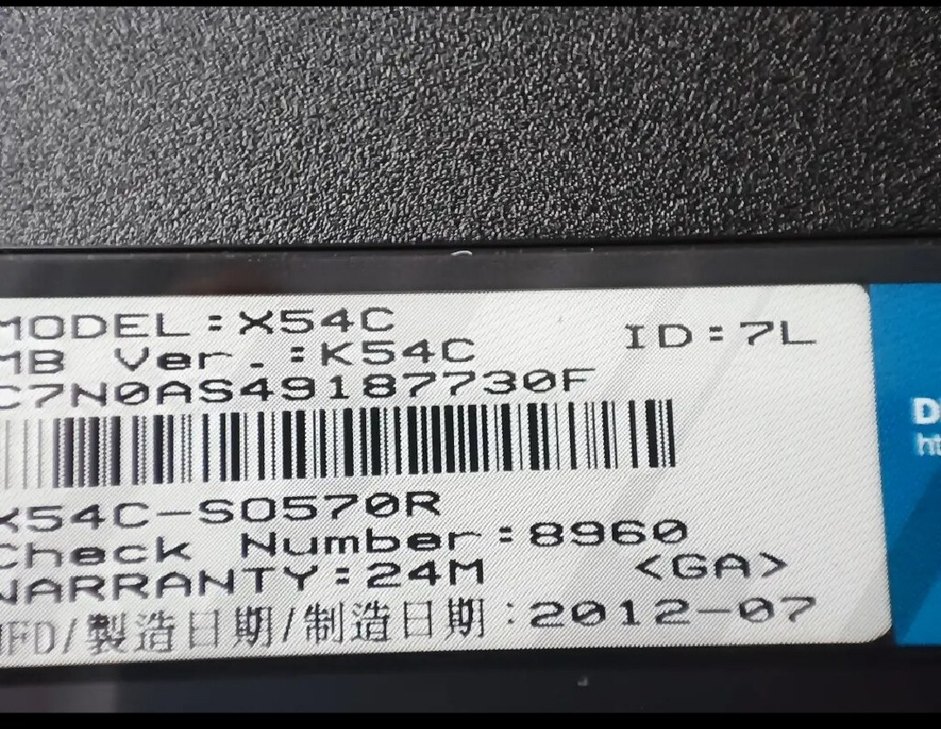 MODEL:X54C
ID:7L
MB Ver.:K54C
C7N0AS49187730F
X54C-SO570R
Check Number:8960
WARRANTY:24M
<GA>
MFD/製造日期/制造日期:2012-07